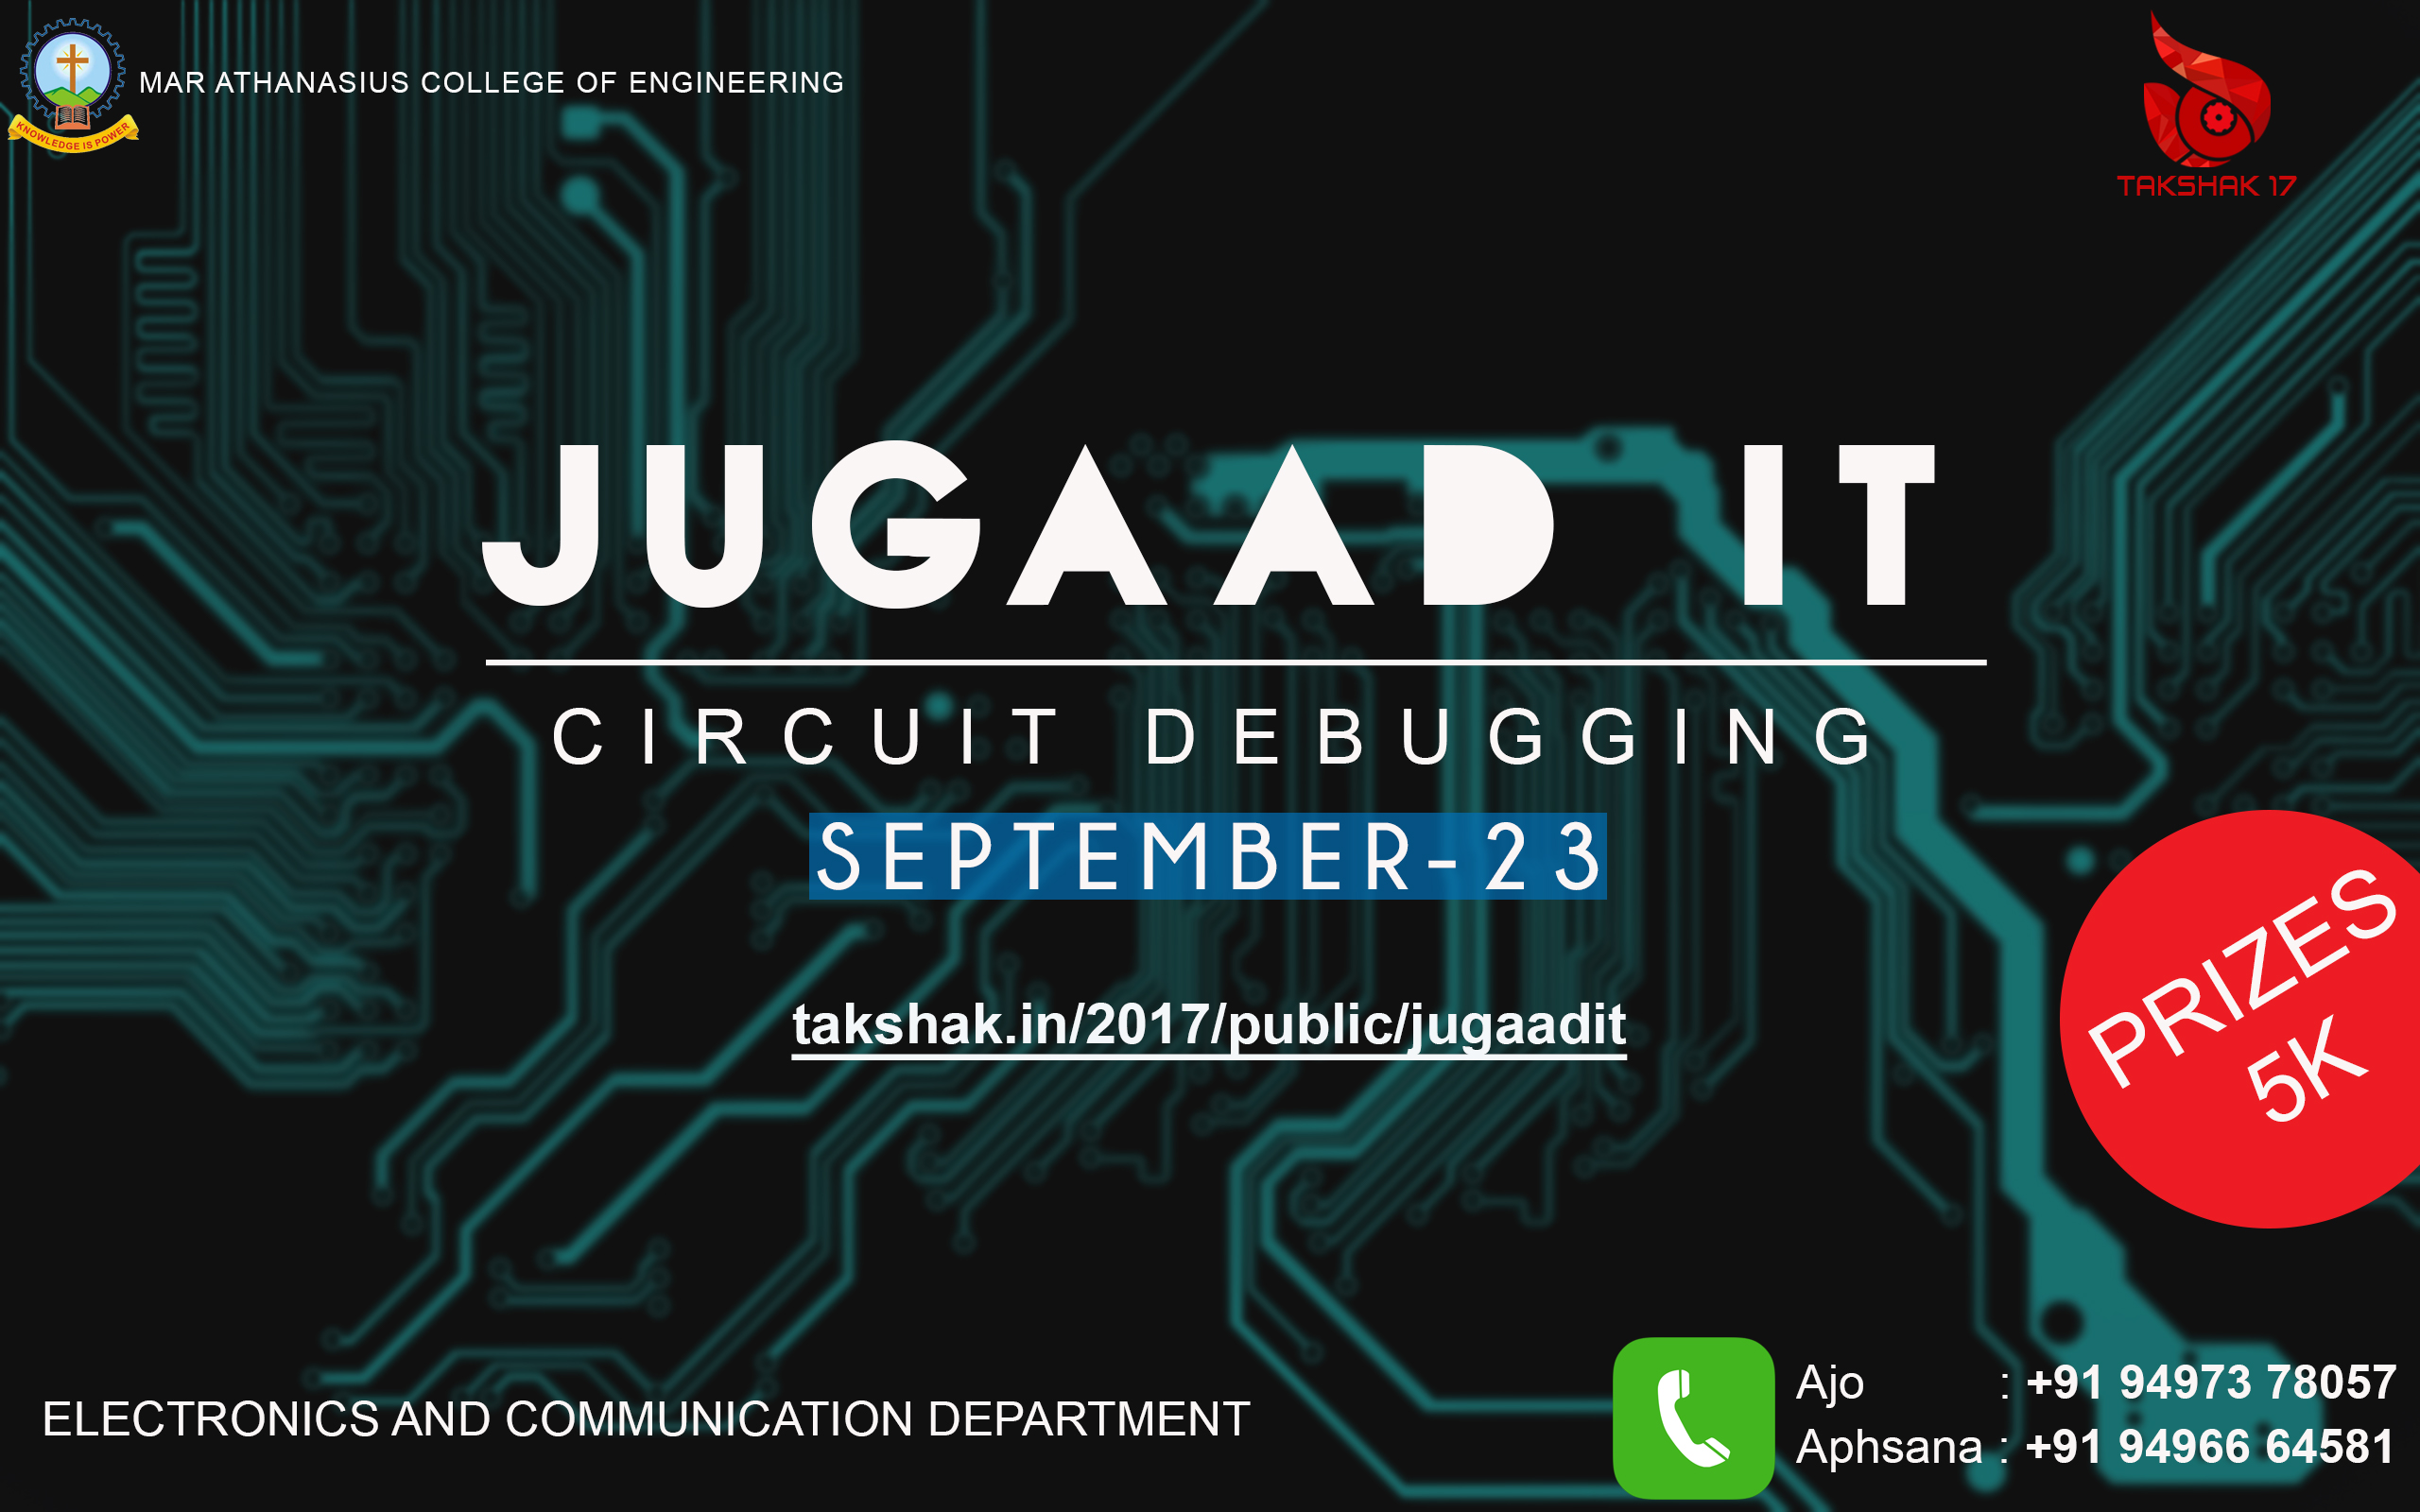 MAR ATHANASIUS COLLEGE OF ENGINEERING
KNOWLEDGE IS POWER
TAKSHAK 17
JUGAAD IT
CIRCUIT DEBUGGING
SEPTEMBER-23
takshak.in/2017/public/jugaadit
PRIZES
5K
ELECTRONICS AND COMMUNICATION DEPARTMENT
Ajo : +91 94973 78057
Aphsana : +91 94966 64581